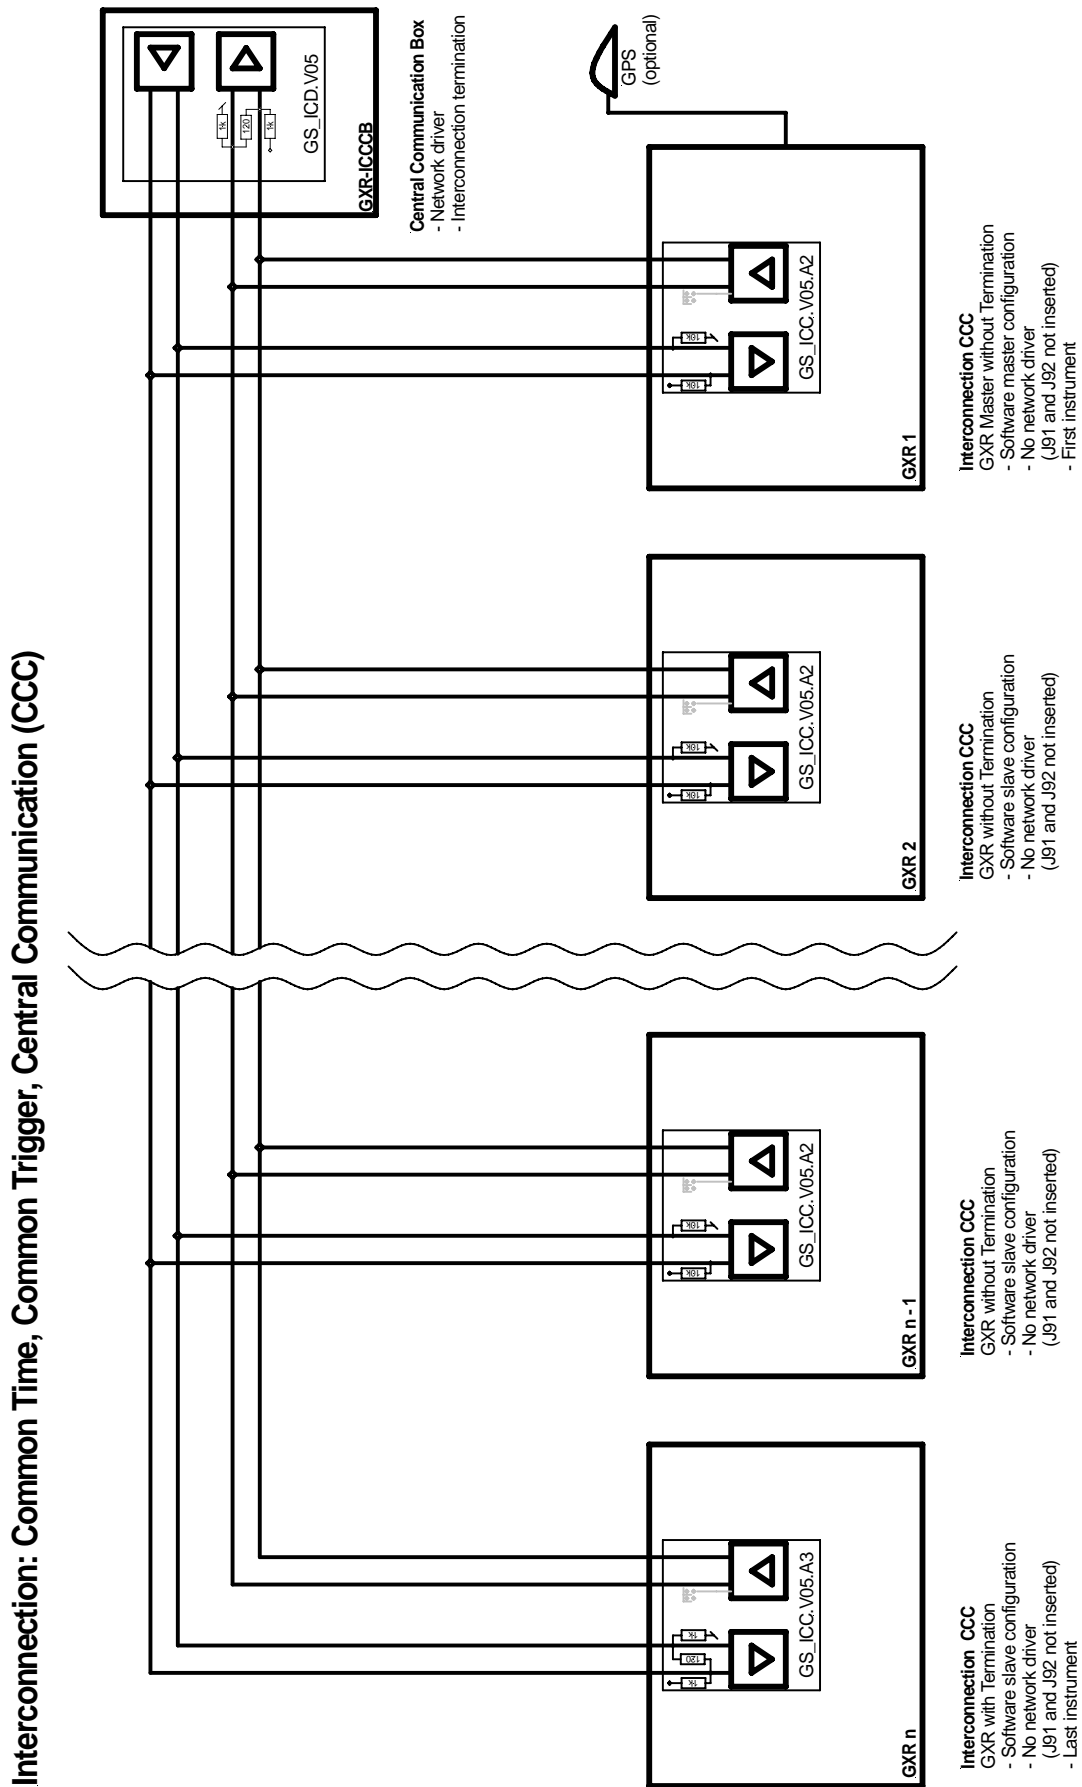 Interconnection: Common Time, Common Trigger, Central Communication (CCC)
1k
120
1k
GS_ICD.V05
GXR-ICCCB
Central Communication Box
- Network driver
- Interconnection termination
GPS
(optional)
1k
120
1k
GS_ICC.V05.A3
GXR n
Interconnection CCC
GXR with Termination
- Software slave configuration
- No network driver
(J91 and J92 not inserted)
- Last instrument
10k
10k
GS_ICC.V05.A2
GXR n - 1
Interconnection CCC
GXR without Termination
- Software slave configuration
- No network driver
(J91 and J92 not inserted)
10k
10k
GS_ICC.V05.A2
GXR 2
Interconnection CCC
GXR without Termination
- Software slave configuration
- No network driver
(J91 and J92 not inserted)
10k
10k
GS_ICC.V05.A2
GXR 1
Interconnection CCC
GXR Master without Termination
- Software master configuration
- No network driver
(J91 and J92 not inserted)
- First instrument